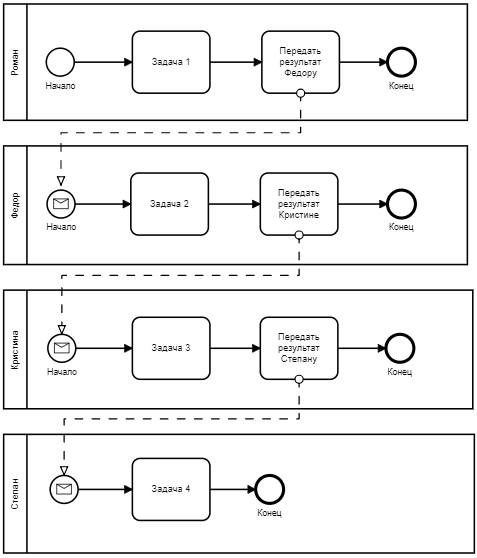 Роман
Начало
Задача 1
Передать
результат
Федору
Конец
Федор
Начало
Задача 2
Передать
результат
Кристине
Конец
Кристина
Начало
Задача 3
Передать
результат
Степану
Конец
Степан
Задача 4
Конец